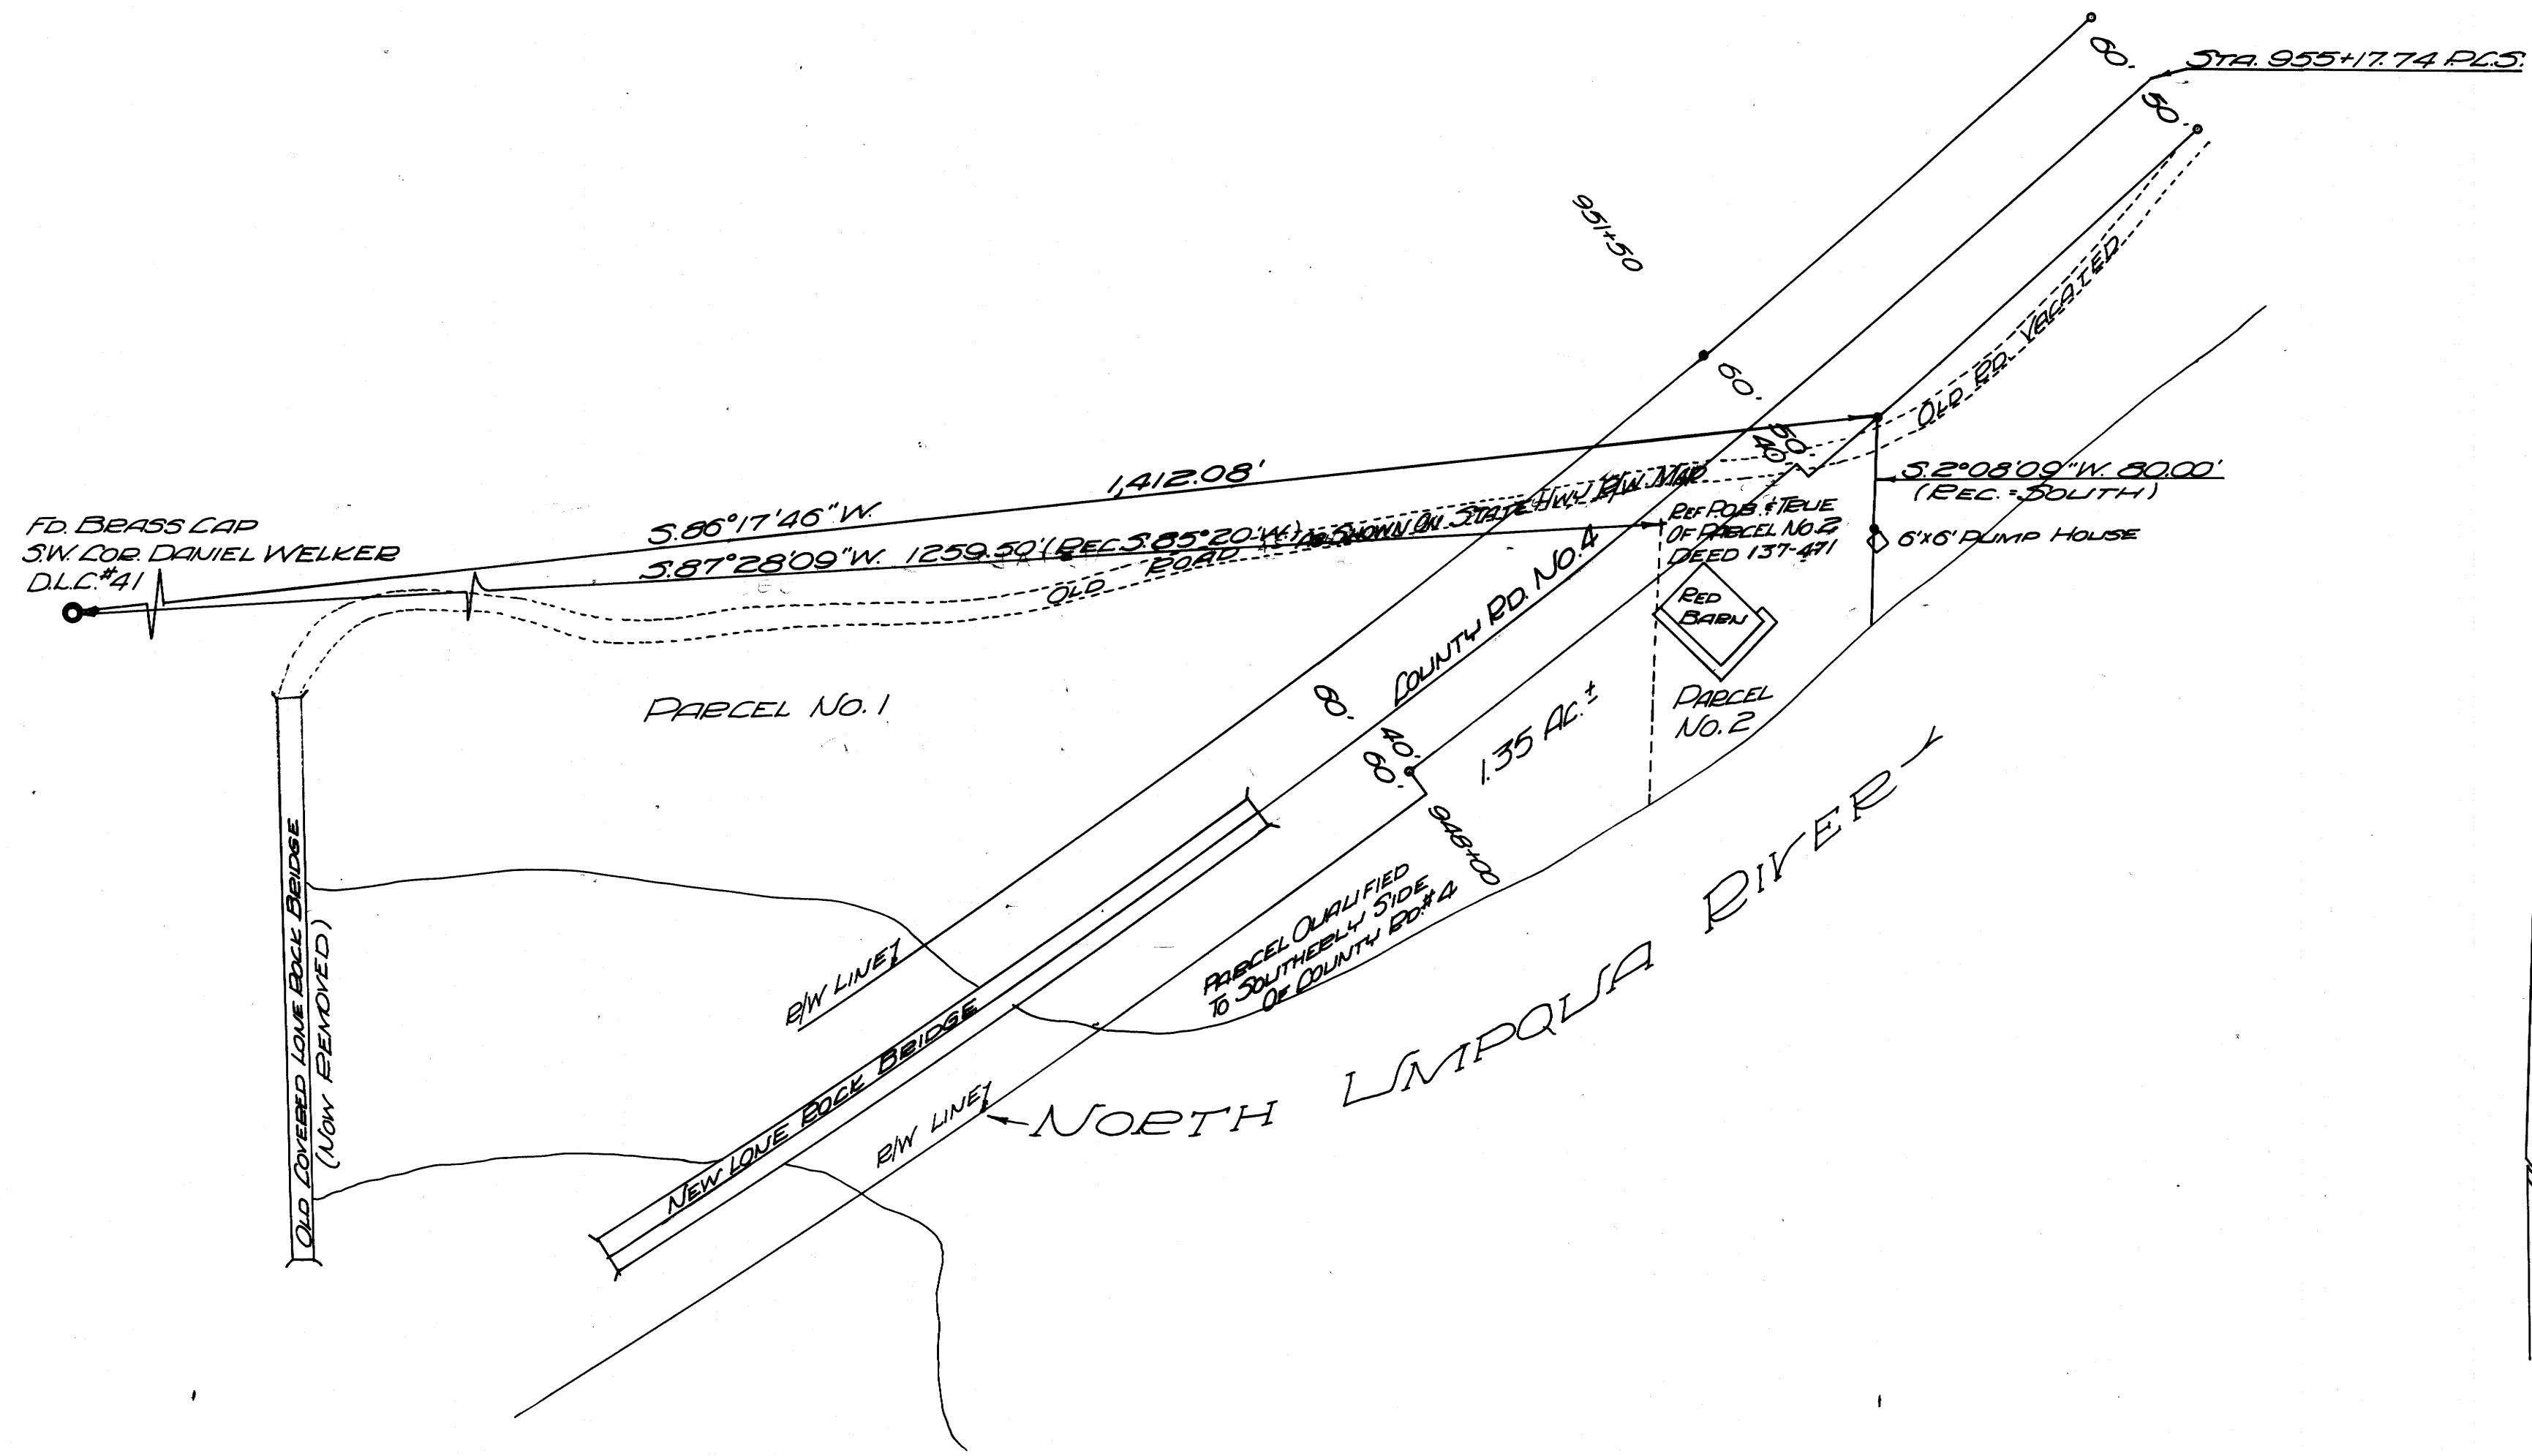 60.
STA. 955+17.74 P.C.S.
50.
951+50
OLD RD. VACATED
60.
50.
40.
1,412.08'
S.86°17'46"W.
S.2°08'09"W. 80.00'
(REC. = SOUTH)
FD. BRASS CAP
S.W. COR. DANIEL WELKER
D.L.C. #41
S.87°28'09"W. 1259.50' (REC. S.85°20'W.)
AS SHOWN ON STATE HWY R/W MAP
OLD ROAD
REF P.O.B. & TRUE
OF PARCEL NO.2
DEED 137-471
6'X6' PUMP HOUSE
COUNTY RD. NO. 4
RED
BARN
PARCEL NO. 1
PARCEL
NO. 2
60.
40.
60.
1.35 AC.±
948+00
OLD COVERED LONE ROCK BRIDGE
(NOW REMOVED)
PARCEL QUALIFIED
TO SOUTHERLY SIDE
OF COUNTY RD. #4
R/W LINE
NEW LONE ROCK BRIDGE
R/W LINE
NORTH UMPQUA RIVER